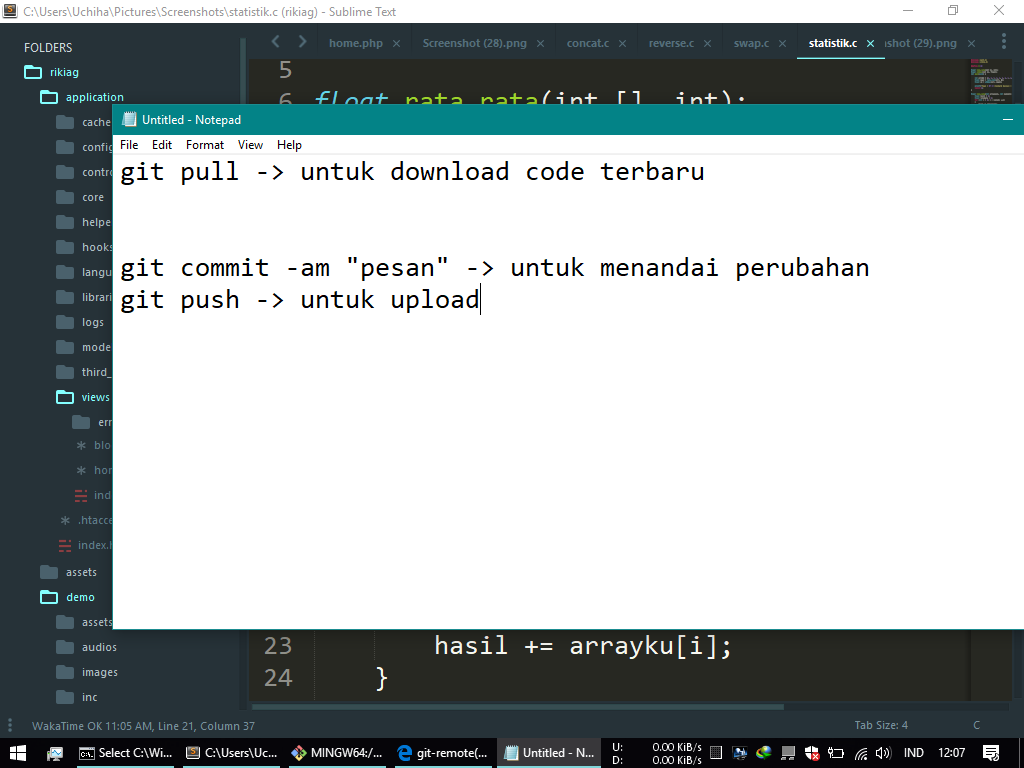 C:\Users\Uchiha\Pictures\Screenshots\statistik.c (rikiag) - Sublime Text
FOLDERS
rikiag
application
cache
config
contro
core
helpe
hooks
langu
librari
logs
mode
third_
views
err
blo
hor
ind
.htacce
index.h
assets
demo
assets
audios
images
inc
home.php
Screenshot (28).png
concat.c
reverse.c
swap.c
statistik.c
shot (29).png
5
6 float rata_rata(int [], int);
Untitled - Notepad
File Edit Format View Help
git pull -> untuk download code terbaru
git commit -am "pesan" -> untuk menandai perubahan
git push -> untuk upload
23 hasil += arrayku[i];
24 }
WakaTime OK 11:05 AM, Line 21, Column 37
Tab Size: 4
C
Select C:\Wi...
C:\Users\Uc...
MINGW64:/...
git-remote(...
Untitled - N...
U: 0.00 KiB/s
D: 0.00 KiB/s
IND
12:07